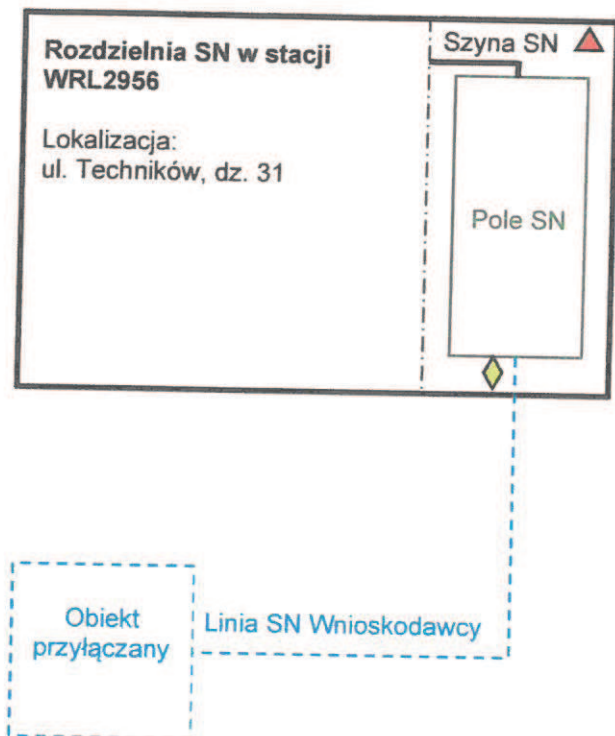 Rozdzielnia SN w stacji
WRL2956
Lokalizacja:
ul. Techników, dz. 31
Szyna SN
Pole SN
Obiekt
przyłączany
Linia SN Wnioskodawcy